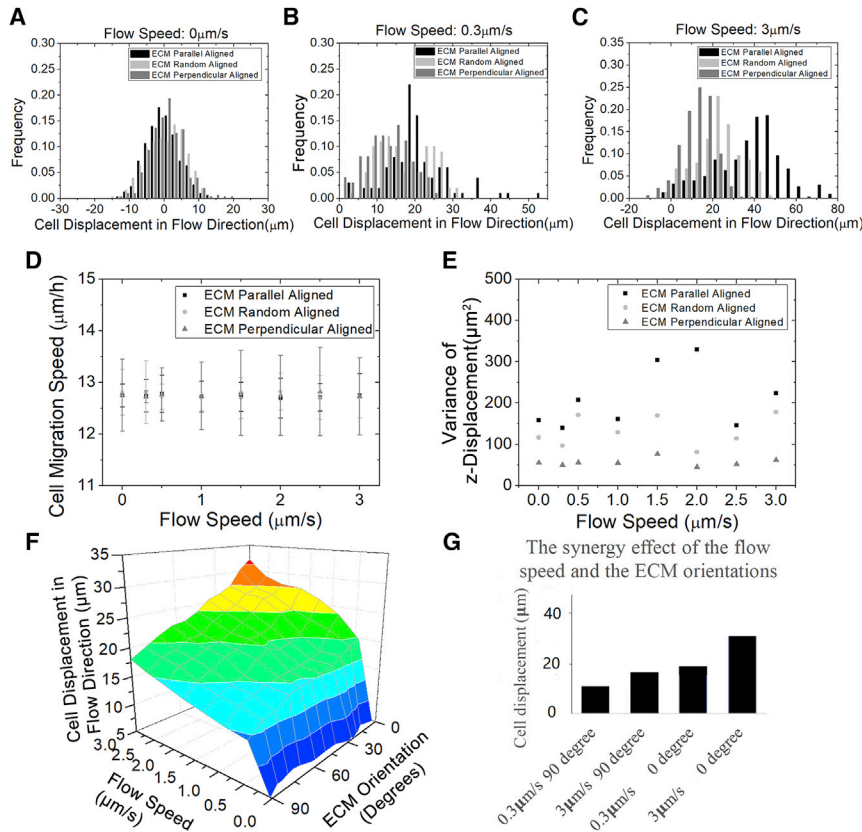 A
Flow Speed: 0μm/s
ECM Parallel Aligned
ECM Random Aligned
ECM Perpendicular Aligned
Frequency
0.30
0.25
0.20
0.15
0.10
0.05
0.00
-30 -20 -10 0 10 20 30
Cell Displacement in Flow Direction(μm)
B
Flow Speed: 0.3μm/s
ECM Parallel Aligned
ECM Random Aligned
ECM Perpendicular Aligned
Frequency
0.30
0.25
0.20
0.15
0.10
0.05
0.00
0 10 20 30 40 50
Cell Displacement in Flow Direction(μm)
C
Flow Speed: 3μm/s
ECM Parallel Aligned
ECM Random Aligned
ECM Perpendicular Aligned
Frequency
0.35
0.30
0.25
0.20
0.15
0.10
0.05
0.00
-20 0 20 40 60 80
Cell Displacement in Flow Direction(μm)
D
ECM Parallel Aligned
ECM Random Aligned
ECM Perpendicular Aligned
Cell Migration Speed (μm/h)
15
14
13
12
11
0 1 2 3
Flow Speed (μm/s)
E
ECM Parallel Aligned
ECM Random Aligned
ECM Perpendicular Aligned
Variance of
z-Displacement(μm²)
500
400
300
200
100
0
0.0 0.5 1.0 1.5 2.0 2.5 3.0
Flow Speed (μm/s)
F
Cell Displacement in
Flow Direction (μm)
35
30
25
20
15
10
5
3.0
2.5
2.0
1.5
1.0
0.5
0.0
Flow Speed
(μm/s)
90
60
30
0
ECM Orientation
(Degrees)
G
The synergy effect of the flow
speed and the ECM orientations
Cell displacement (μm)
40
20
0
0.3μm/s 90 degree
3μm/s 90 degree
0.3μm/s 0 degree
3μm/s 0 degree